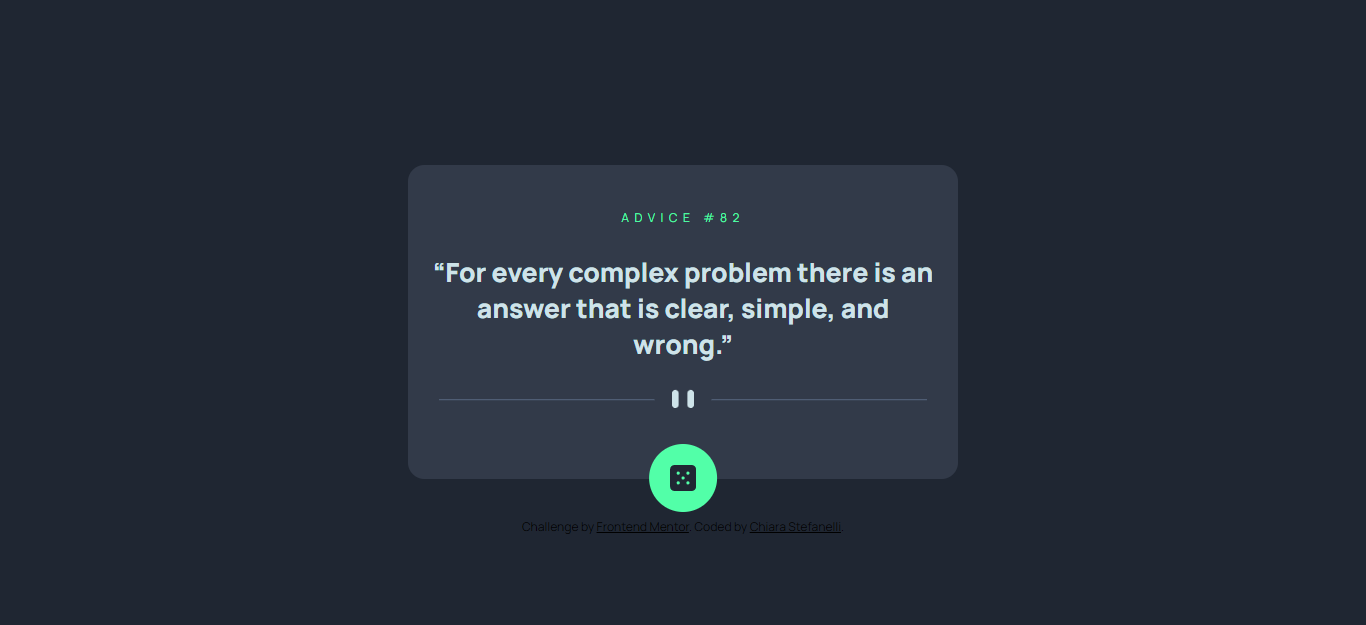 ADVICE #82
“For every complex problem there is an
answer that is clear, simple, and
wrong.”
Challenge by Frontend Mentor. Coded by Chiara Stefanelli.